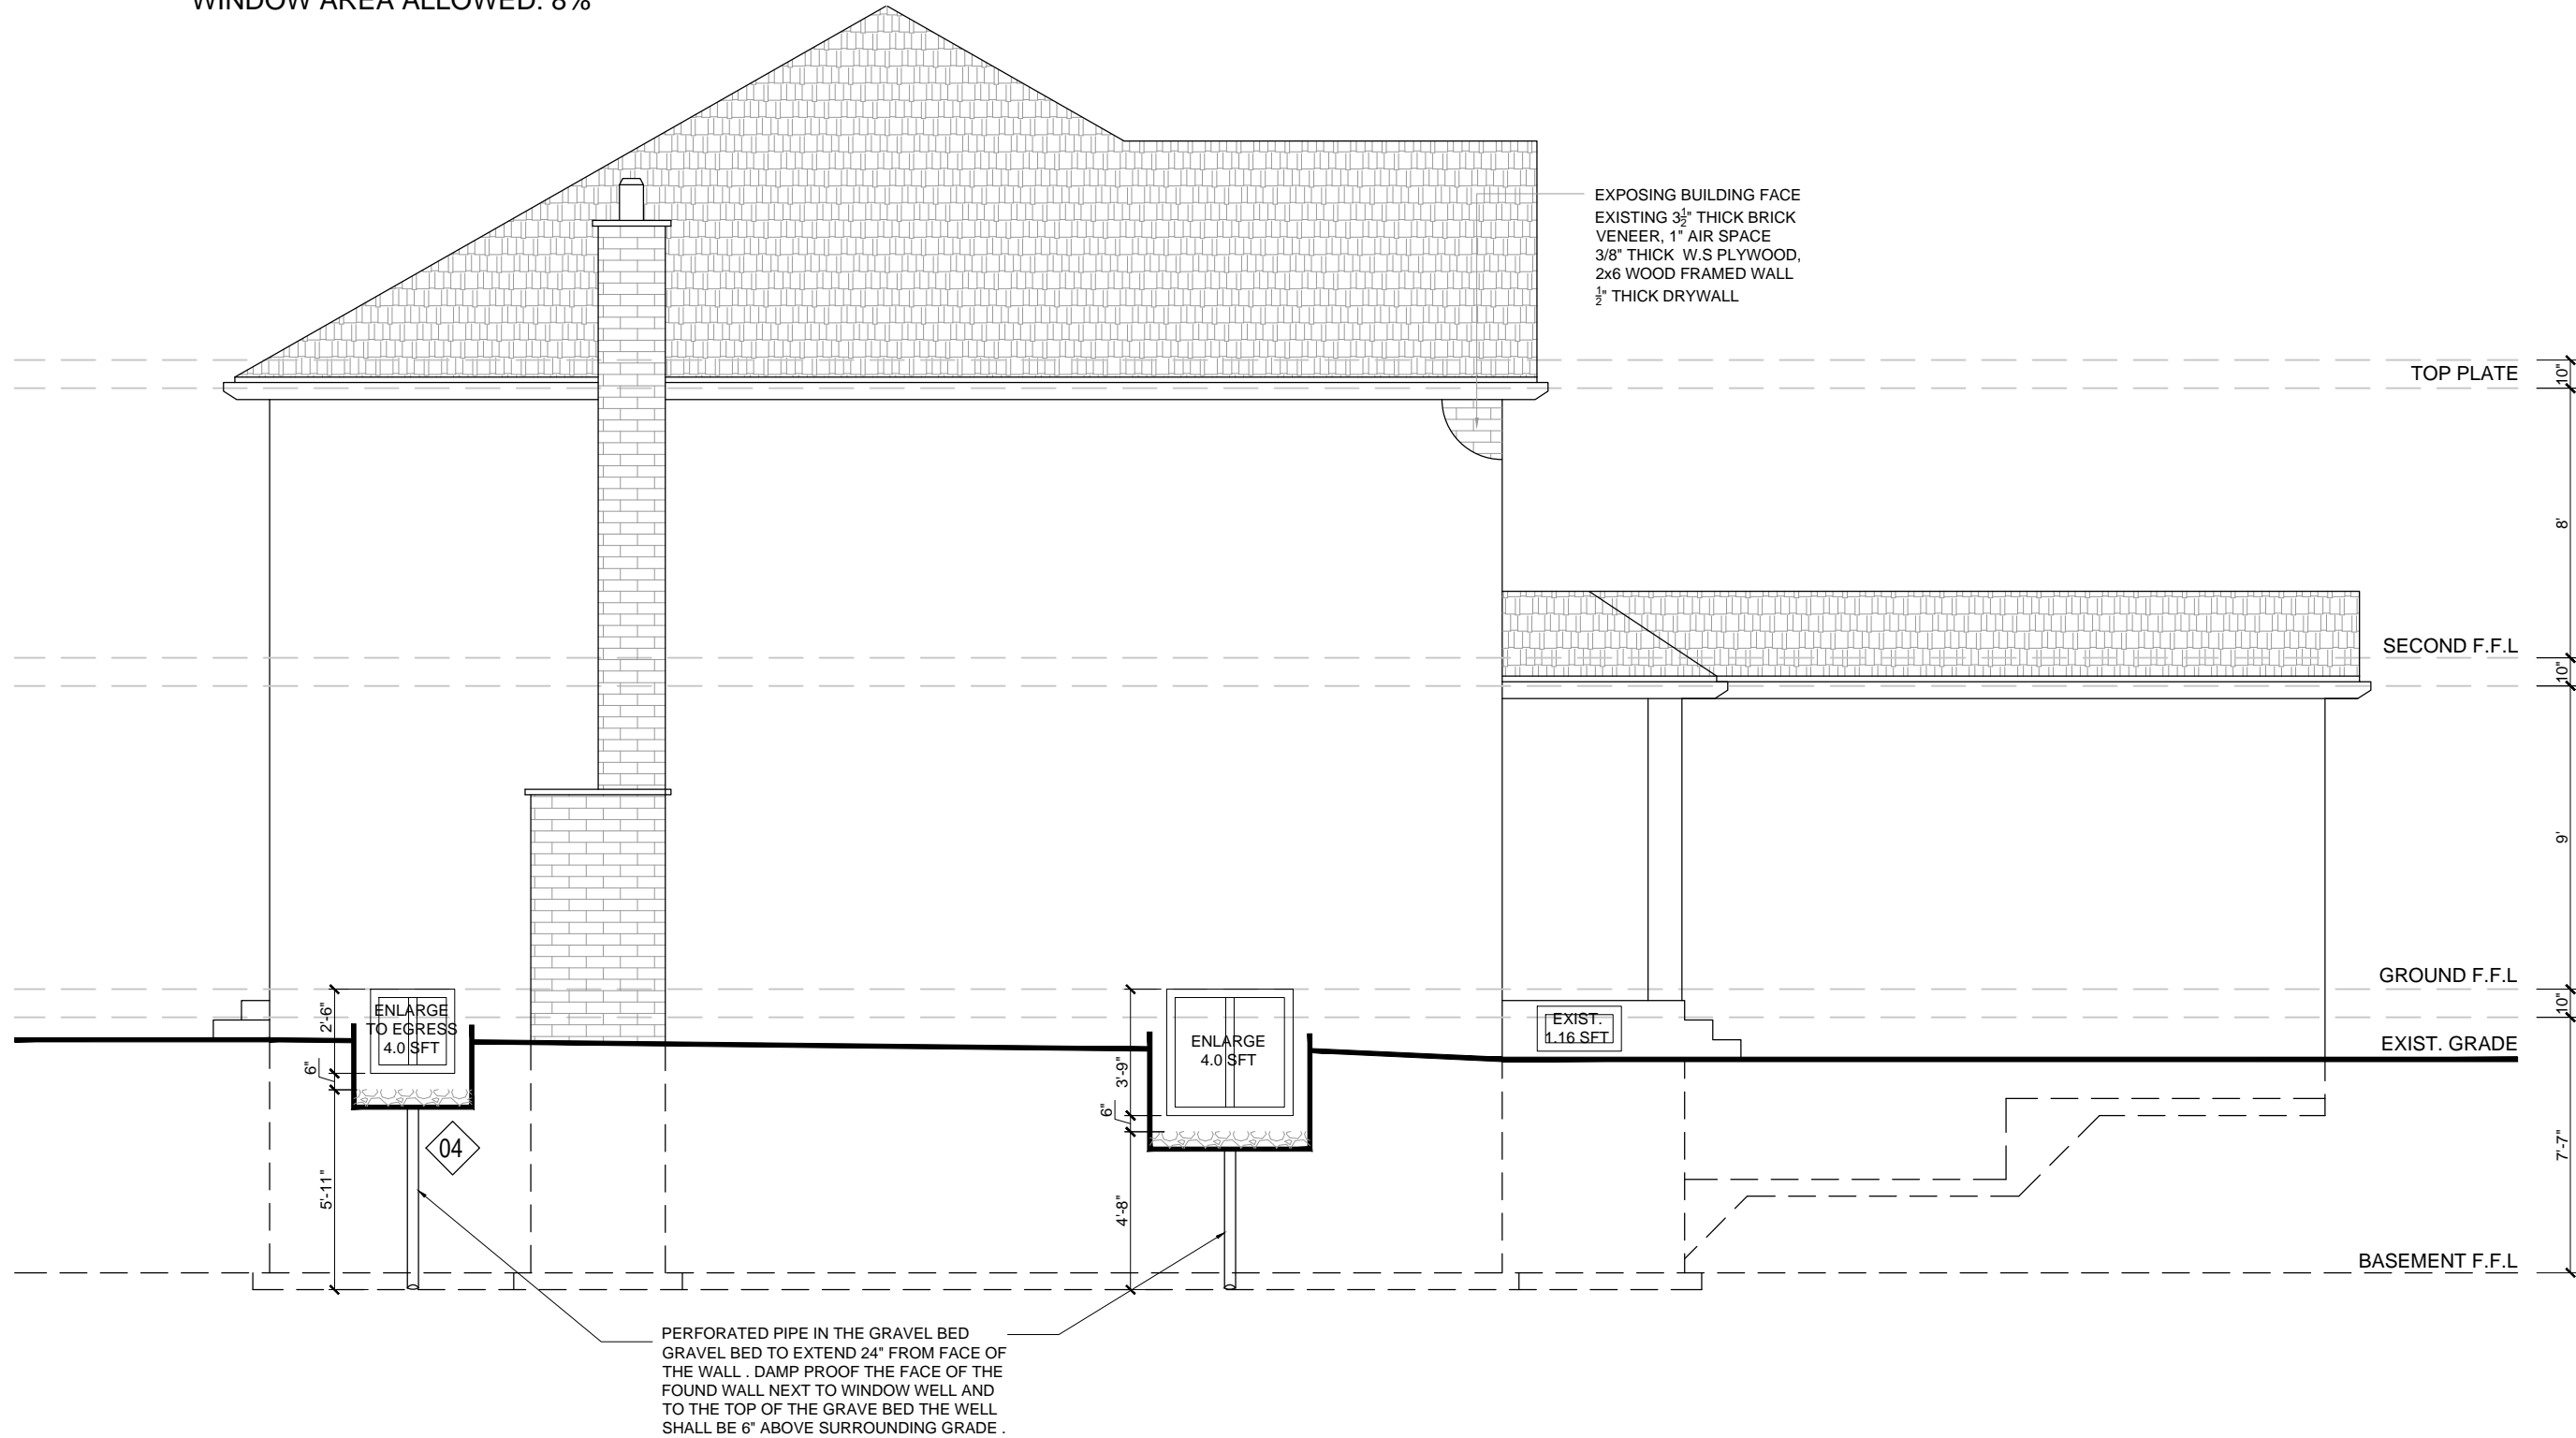 WINDOW AREA ALLOWED: 8%
EXPOSING BUILDING FACE
EXISTING 3½" THICK BRICK
VENEER, 1" AIR SPACE
3/8" THICK W.S PLYWOOD,
2x6 WOOD FRAMED WALL
½" THICK DRYWALL
TOP PLATE
10"
8'
SECOND F.F.L
10"
9'
GROUND F.F.L
10"
EXIST. GRADE
7'-7"
BASEMENT F.F.L
2'-6"
6"
5'-11"
ENLARGE
TO EGRESS
4.0 SFT
04
3'-9"
6"
4'-8"
ENLARGE
4.0 SFT
EXIST.
1.16 SFT
PERFORATED PIPE IN THE GRAVEL BED
GRAVEL BED TO EXTEND 24" FROM FACE OF
THE WALL . DAMP PROOF THE FACE OF THE
FOUND WALL NEXT TO WINDOW WELL AND
TO THE TOP OF THE GRAVE BED THE WELL
SHALL BE 6" ABOVE SURROUNDING GRADE .